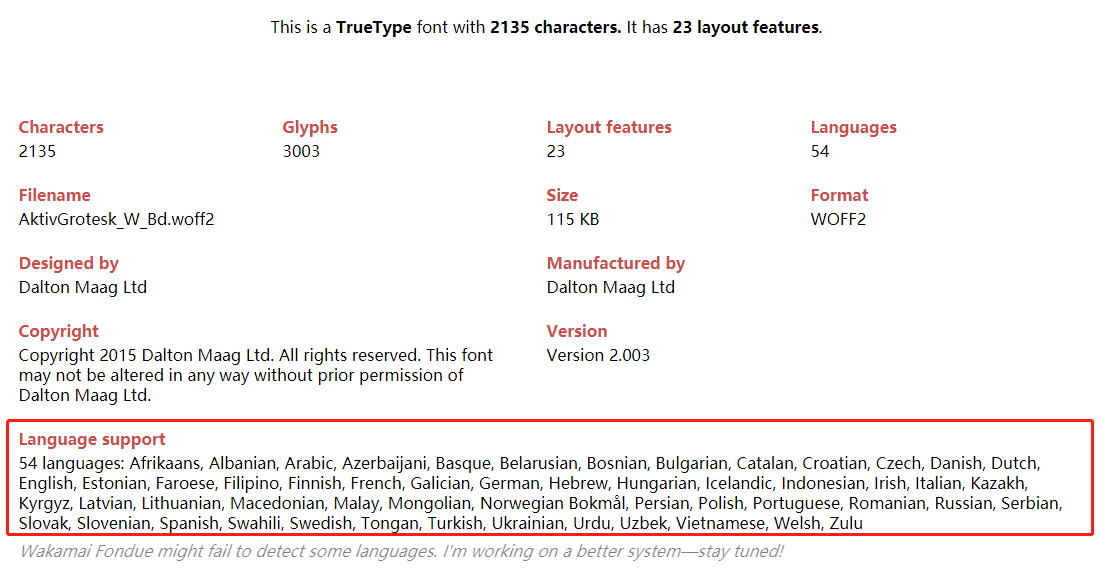 This is a TrueType font with 2135 characters. It has 23 layout features.
Characters
2135
Glyphs
3003
Layout features
23
Languages
54
Filename
AktivGrotesk_W_Bd.woff2
Size
115 KB
Format
WOFF2
Designed by
Dalton Maag Ltd
Manufactured by
Dalton Maag Ltd
Copyright
Copyright 2015 Dalton Maag Ltd. All rights reserved. This font
may not be altered in any way without prior permission of
Dalton Maag Ltd.
Version
Version 2.003
Language support
54 languages: Afrikaans, Albanian, Arabic, Azerbaijani, Basque, Belarusian, Bosnian, Bulgarian, Catalan, Croatian, Czech, Danish, Dutch,
English, Estonian, Faroese, Filipino, Finnish, French, Galician, German, Hebrew, Hungarian, Icelandic, Indonesian, Irish, Italian, Kazakh,
Kyrgyz, Latvian, Lithuanian, Macedonian, Malay, Mongolian, Norwegian Bokmål, Persian, Polish, Portuguese, Romanian, Russian, Serbian,
Slovak, Slovenian, Spanish, Swahili, Swedish, Tongan, Turkish, Ukrainian, Urdu, Uzbek, Vietnamese, Welsh, Zulu
Wakamai Fondue might fail to detect some languages. I'm working on a better system—stay tuned!